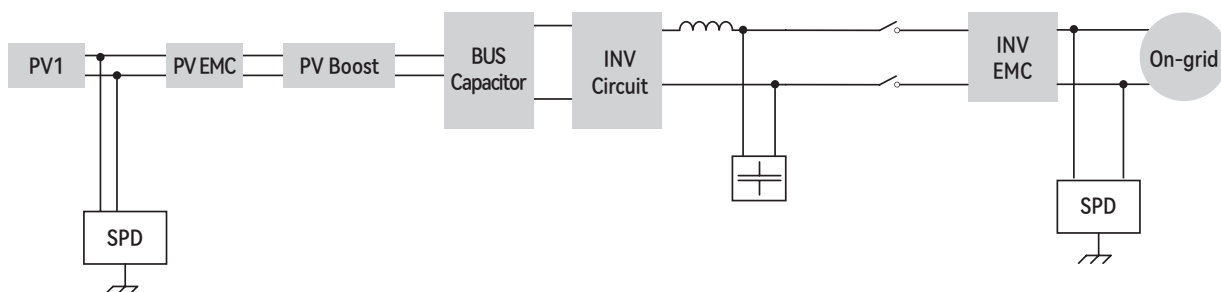 PV1
PV EMC
PV Boost
BUS
Capacitor
INV
Circuit
INV
EMC
On-grid
SPD
SPD